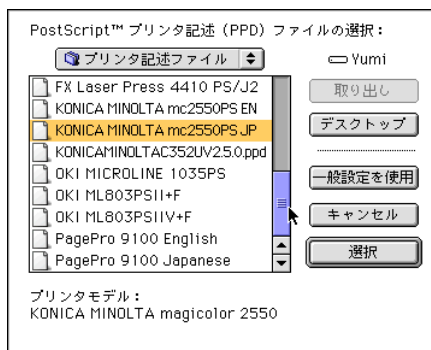 PostScript™ プリンタ記述（PPD）ファイルの選択：
プリンタ記述ファイル
Yumi
FX Laser Press 4410 PS/J2
KONICA MINOLTA mc2550PS EN
KONICA MINOLTA mc2550PS JP
KONICAMINOLTAC352UV2.5.0.ppd
OKI MICROLINE 1035PS
OKI ML803PSII+F
OKI ML803PSIIV+F
PagePro 9100 English
PagePro 9100 Japanese
取り出し
デスクトップ
一般設定を使用
キャンセル
選択
プリンタモデル：
KONICA MINOLTA magicolor 2550